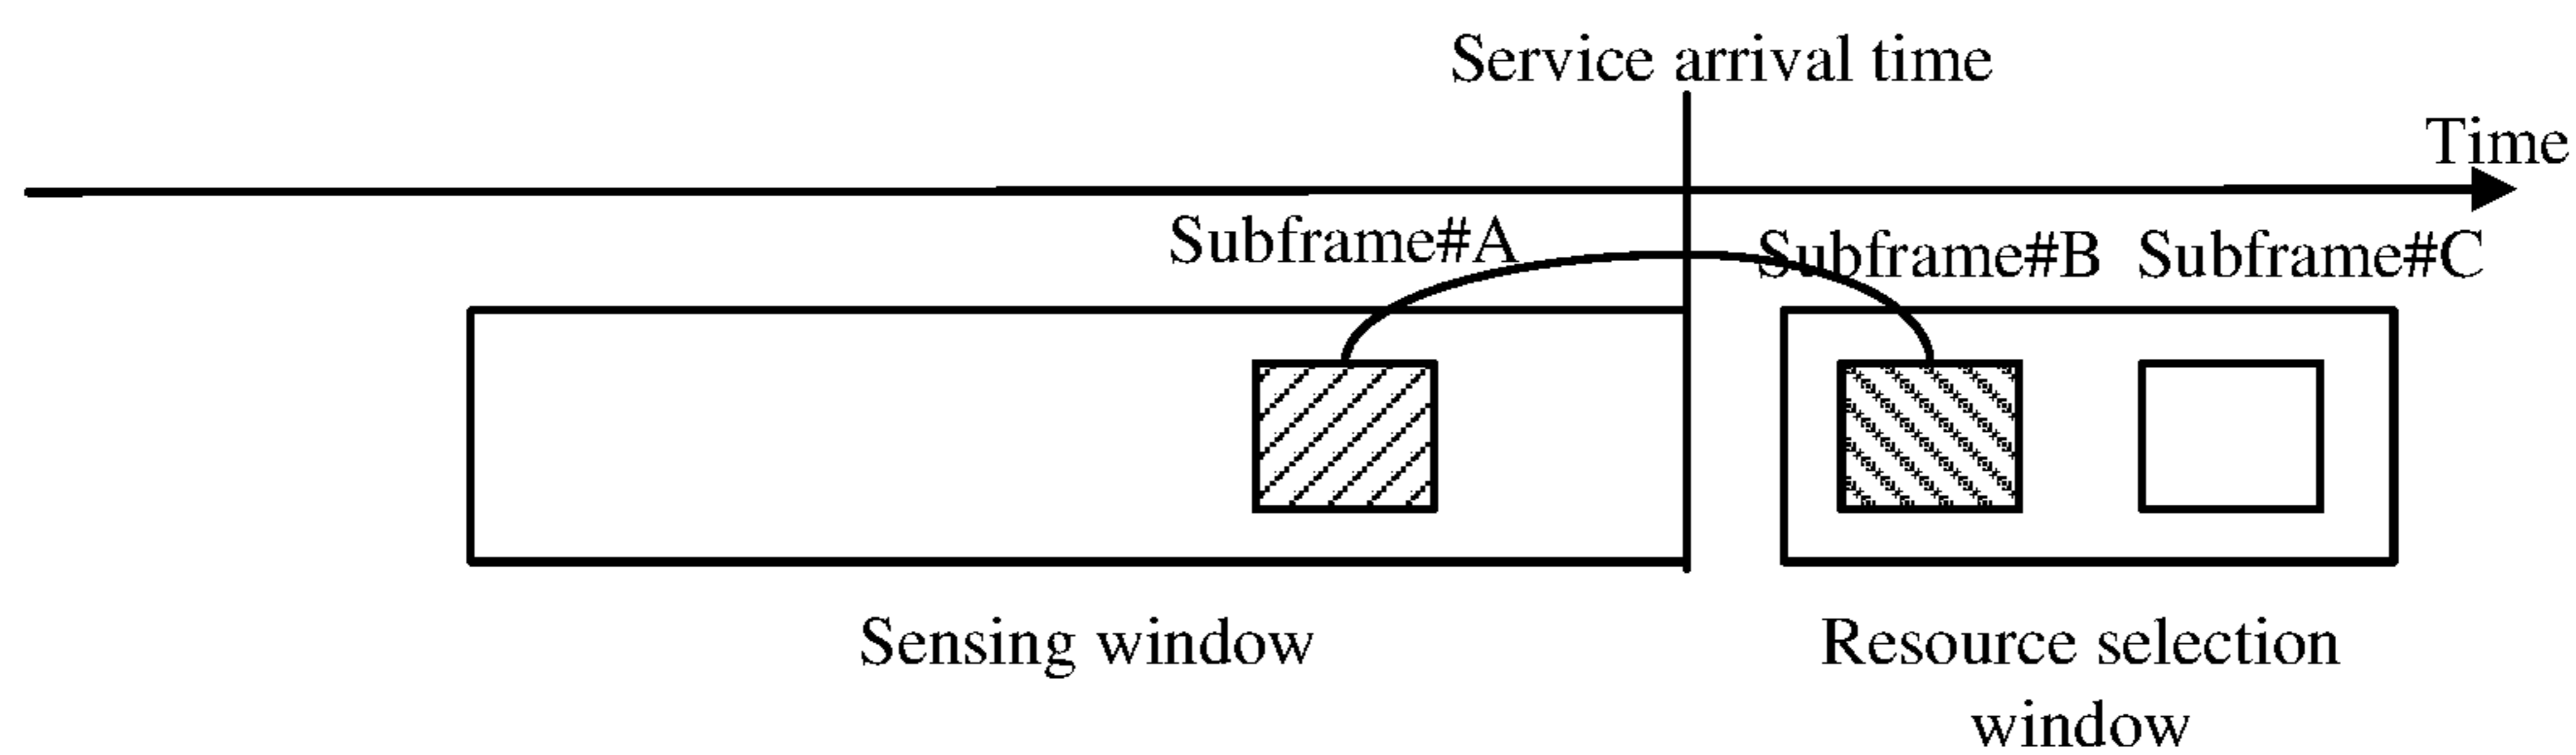 Service arrival time
Time
Subframe#A
Subframe#B
Subframe#C
Sensing window
Resource selection
window